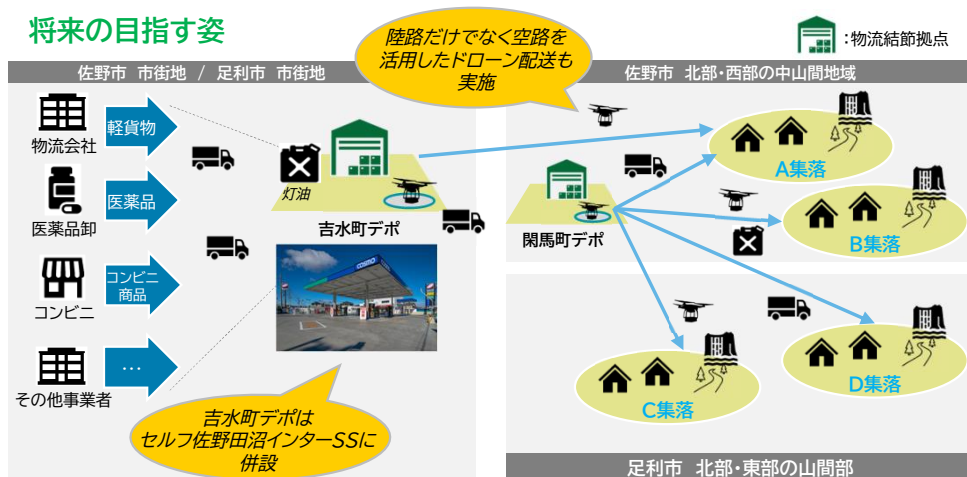 将来の目指す姿
:物流結節拠点
陸路だけでなく空路を
活用したドローン配送も
実施
佐野市 市街地 / 足利市 市街地
佐野市 北部・西部の中山間地域
物流会社
軽貨物
医薬品卸
医薬品
コンビニ
コンビニ
商品
その他事業者
…
灯油
吉水町デポ
COSMO
吉水町デポは
セルフ佐野田沼インターSSに
併設
閑馬町デポ
A集落
B集落
C集落
D集落
足利市 北部・東部の山間部